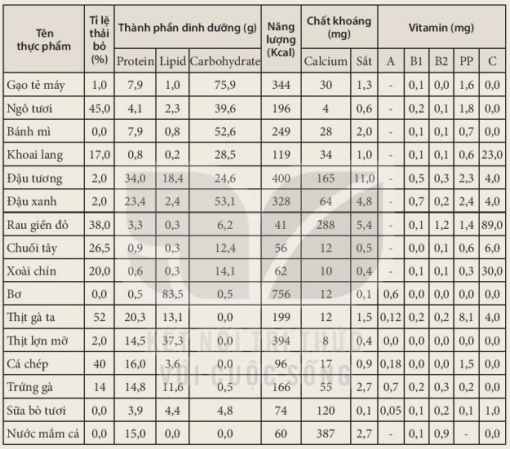 Tên thực phẩm | Tỉ lệ thải bỏ (%) | Thành phần dinh dưỡng (g) | Năng lượng (Kcal) | Chất khoáng (mg) | Vitamin (mg)
Protein | Lipid | Carbohydrate | Calcium | Sắt | A | B1 | B2 | PP | C
Gạo tẻ máy | 1,0 | 7,9 | 1,0 | 75,9 | 344 | 30 | 1,3 | - | 0,1 | 0,0 | 1,6 | 0,0
Ngô tươi | 45,0 | 4,1 | 2,3 | 39,6 | 196 | 4 | 0,6 | - | 0,2 | 0,1 | 1,8 | 0,0
Bánh mì | 0,0 | 7,9 | 0,8 | 52,6 | 249 | 28 | 2,0 | - | 0,1 | 0,1 | 0,7 | 0,0
Khoai lang | 17,0 | 0,8 | 0,2 | 28,5 | 119 | 34 | 1,0 | - | 0,1 | 0,1 | 0,6 | 23,0
Đậu tương | 2,0 | 34,0 | 18,4 | 24,6 | 400 | 165 | 11,0 | - | 0,5 | 0,3 | 2,3 | 4,0
Đậu xanh | 2,0 | 23,4 | 2,4 | 53,1 | 328 | 64 | 4,8 | - | 0,7 | 0,2 | 2,4 | 4,0
Rau giền đỏ | 38,0 | 3,3 | 0,3 | 6,2 | 41 | 288 | 5,4 | - | 0,1 | 1,2 | 1,4 | 89,0
Chuối tây | 26,5 | 0,9 | 0,3 | 12,4 | 56 | 12 | 0,5 | - | 0,0 | 0,1 | 0,6 | 6,0
Xoài chín | 20,0 | 0,6 | 0,3 | 14,1 | 62 | 10 | 0,4 | - | 0,1 | 0,1 | 0,3 | 30,0
Bơ | 0,0 | 0,5 | 83,5 | 0,5 | 756 | 12 | 0,1 | 0,6 | 0,0 | 0,0 | 0,0 | 0,0
Thịt gà ta | 52 | 20,3 | 13,1 | 0,0 | 199 | 12 | 1,5 | 0,12 | 0,2 | 0,2 | 8,1 | 4,0
Thịt lợn mỡ | 2,0 | 14,5 | 37,3 | 0,0 | 394 | 8 | 0,4 | - | 0,0 | 0,0 | 0,0 | 0,0
Cá chép | 40 | 16,0 | 3,6 | 0,0 | 96 | 17 | 0,9 | 0,18 | 0,0 | 0,0 | 1,5 | 0,0
Trứng gà | 14 | 14,8 | 11,6 | 0,5 | 166 | 55 | 2,7 | 0,7 | 0,2 | 0,3 | 0,2 | 0,0
Sữa bò tươi | 0,0 | 3,9 | 4,4 | 4,8 | 74 | 120 | 0,1 | 0,05 | 0,1 | 0,2 | 0,1 | 1,0
Nước mắm cá | 0,0 | 15,0 | 0,0 | 0,0 | 60 | 387 | 2,7 | - | 0,1 | 0,9 | - | 0,0
KẾT NỐI TRI THỨC
VỚI CUỘC SỐNG